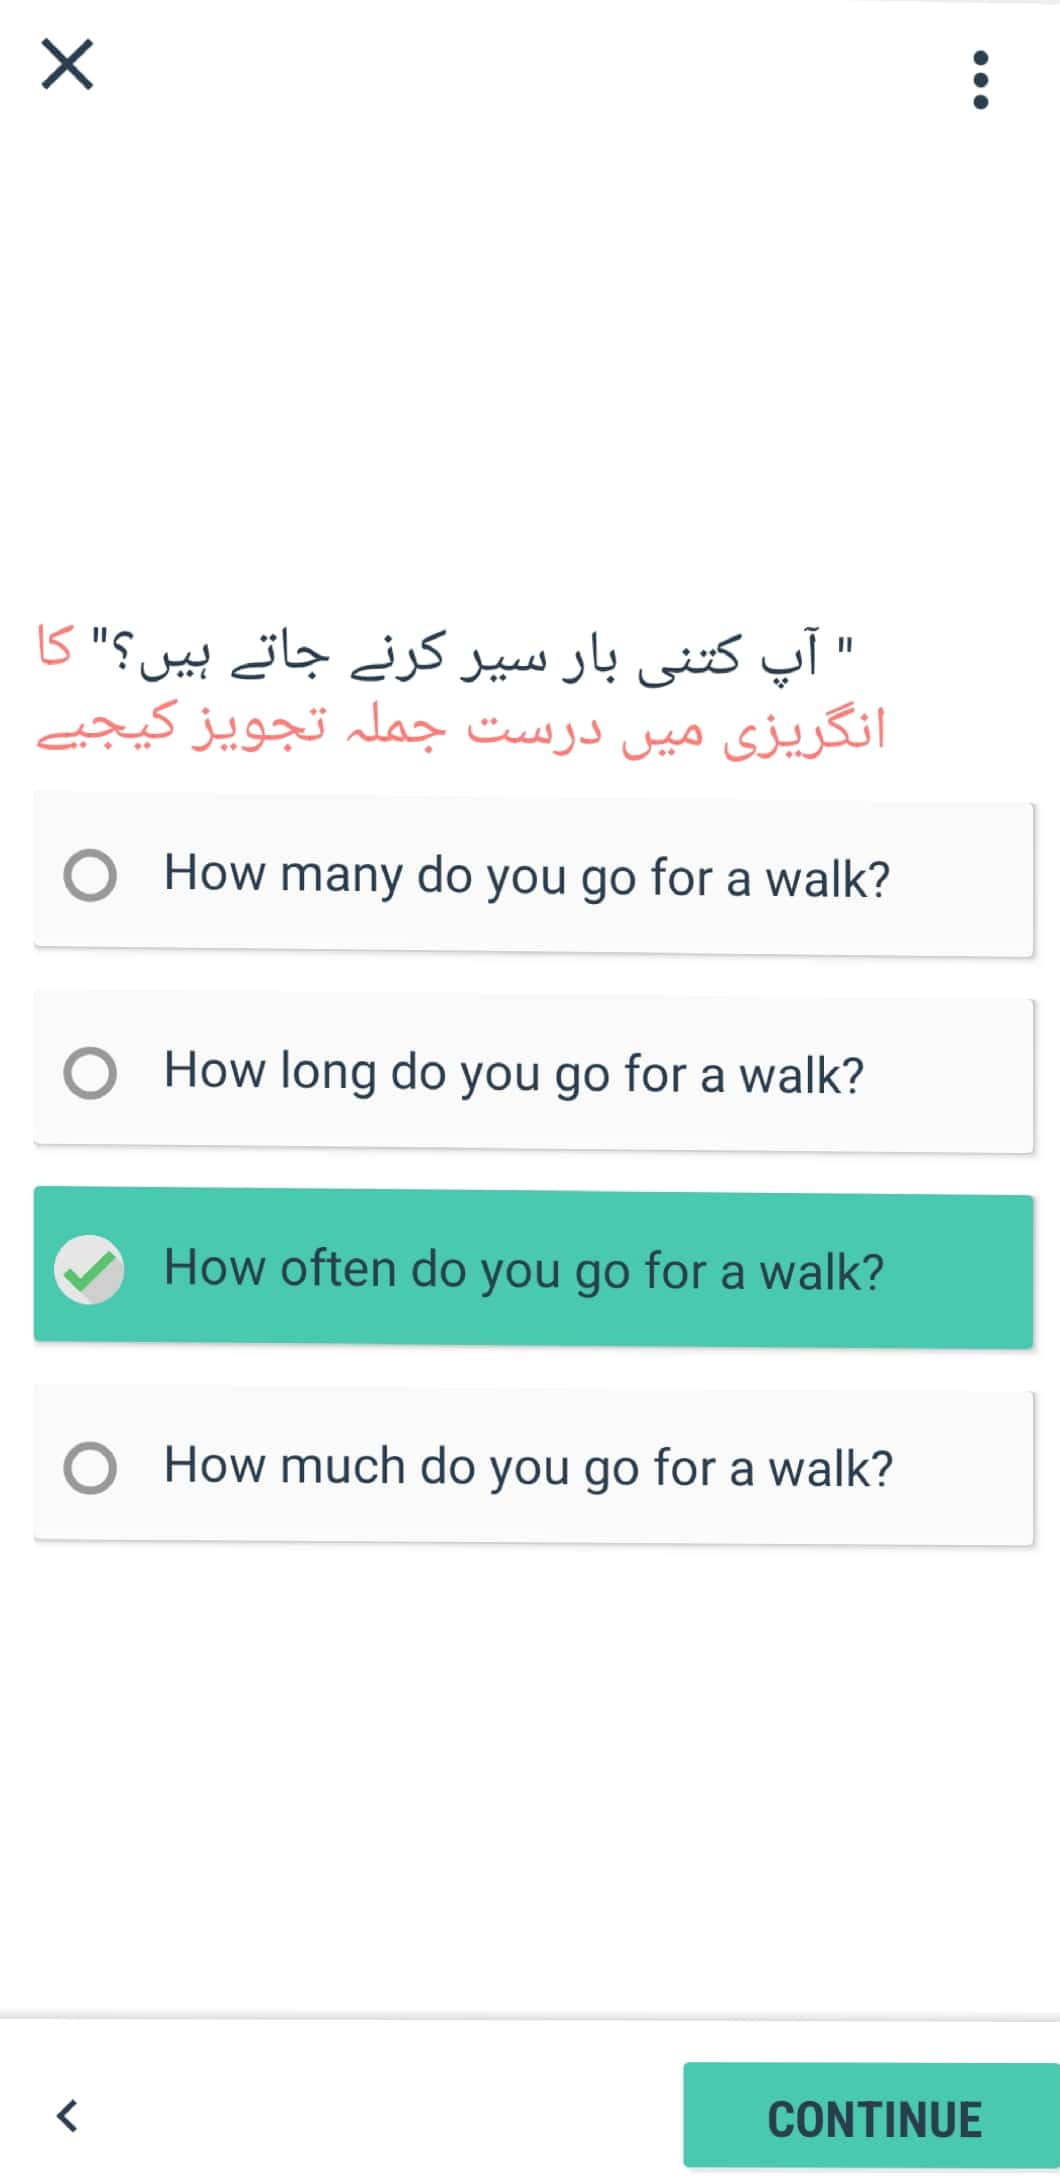 " آپ کتنی بار سیر کرنے جاتے ہیں؟" کا
انگریزی میں درست جملہ تجویز کیجیے
How many do you go for a walk?
How long do you go for a walk?
How often do you go for a walk?
How much do you go for a walk?
CONTINUE